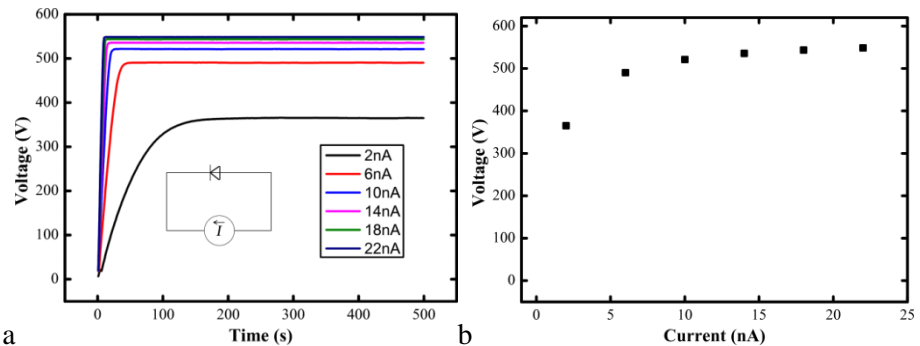 600
500
400
300
200
100
0
Voltage (V)
0 100 200 300 400 500
Time (s)
2nA
6nA
10nA
14nA
18nA
22nA
I
a
600
500
400
300
200
100
0
Voltage (V)
0 5 10 15 20 25
Current (nA)
b